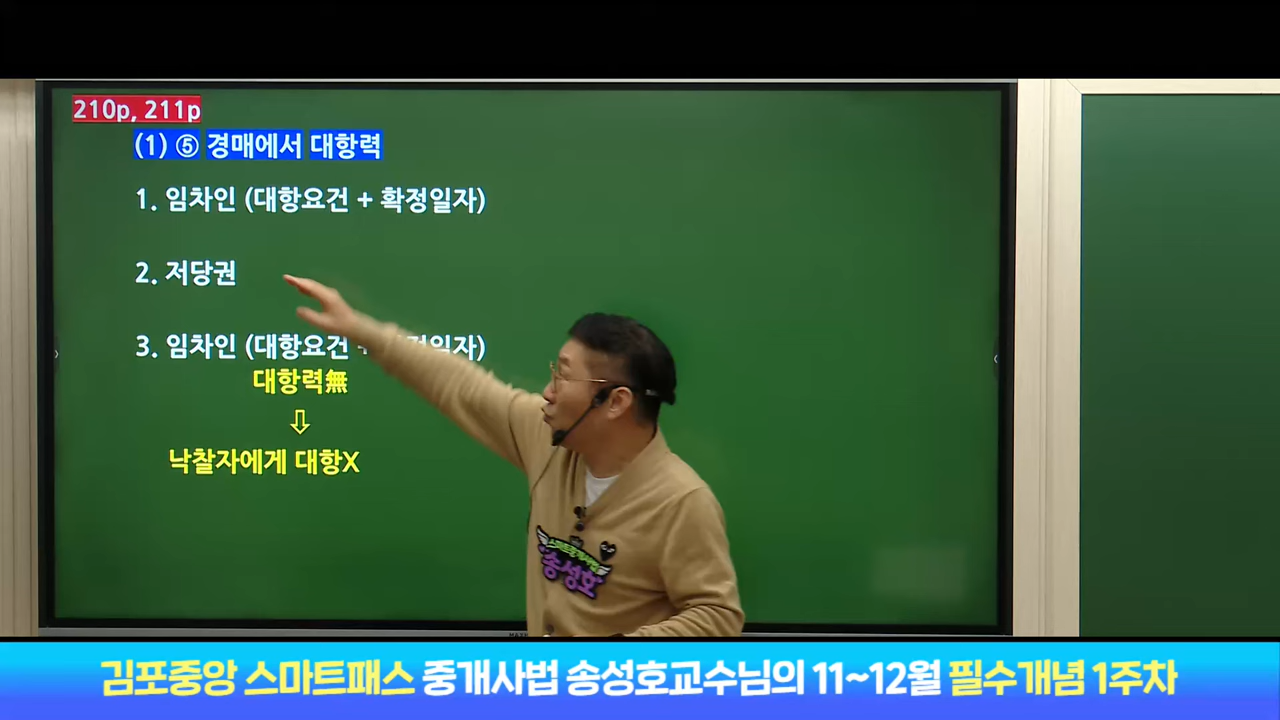 210p, 211p
(1) ⑤ 경매에서 대항력
1. 임차인 (대항요건 + 확정일자)
2. 저당권
3. 임차인 (대항요건
대항력無
⇩
낙찰자에게 대항X
송성호
김포중앙 스마트패스 중개사법 송성호교수님의 11~12월 필수개념 1주차